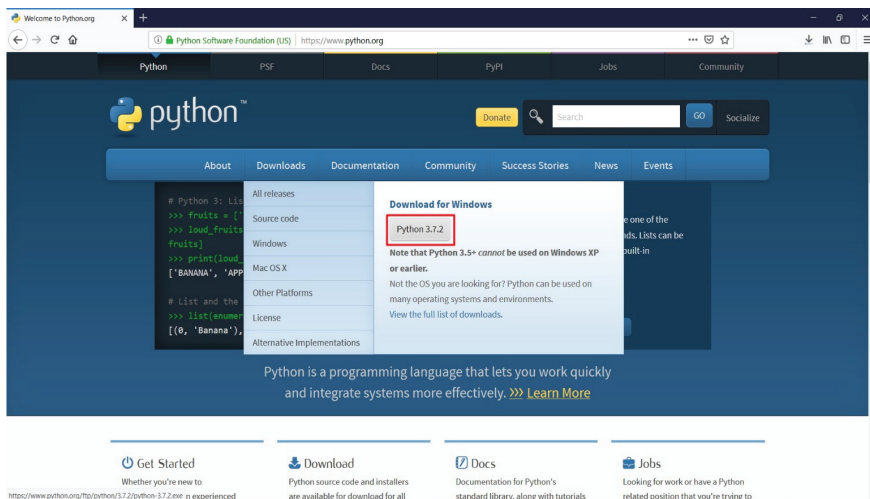 Welcome to Python.org
Python Software Foundation (US) https://www.python.org
Python PSF Docs PyPI Jobs Community
python™
Donate Search GO Socialize
About Downloads Documentation Community Success Stories News Events
# Python 3: Lis
>>> fruits = ['
>>> loud_fruits
fruits]
>>> print(loud_
['BANANA', 'APP
# List and the
>>> list(enumer
[(0, 'Banana'),
All releases
Source code
Windows
Mac OS X
Other Platforms
License
Alternative Implementations
Download for Windows
Python 3.7.2
Note that Python 3.5+ cannot be used on Windows XP
or earlier.
Not the OS you are looking for? Python can be used on
many operating systems and environments.
View the full list of downloads.
e one of the
nds. Lists can be
built-in
Python is a programming language that lets you work quickly
and integrate systems more effectively. >>> Learn More
Get Started
Whether you're new to
n experienced
Download
Python source code and installers
are available for download for all
Docs
Documentation for Python's
standard library, along with tutorials
Jobs
Looking for work or have a Python
related position that you're trying to
https://www.python.org/ftp/python/3.7.2/python-3.7.2.exe